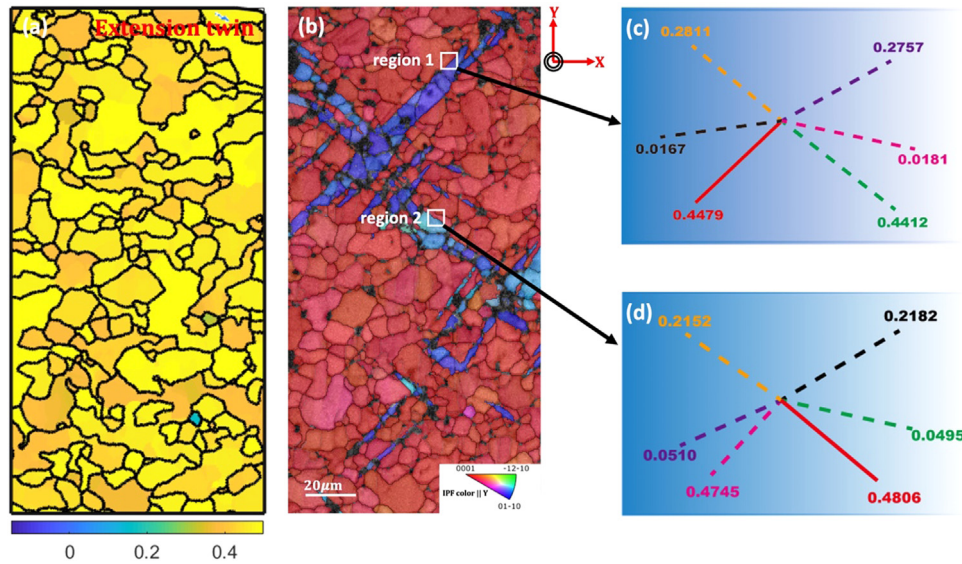 (a)
Extension twin
0
0.2
0.4
(b)
region 1
region 2
Y
X
20μm
0001
-12-10
IPF color || Y
01-10
(c)
0.2811
0.2757
0.0167
0.0181
0.4479
0.4412
(d)
0.2152
0.2182
0.0510
0.0495
0.4745
0.4806